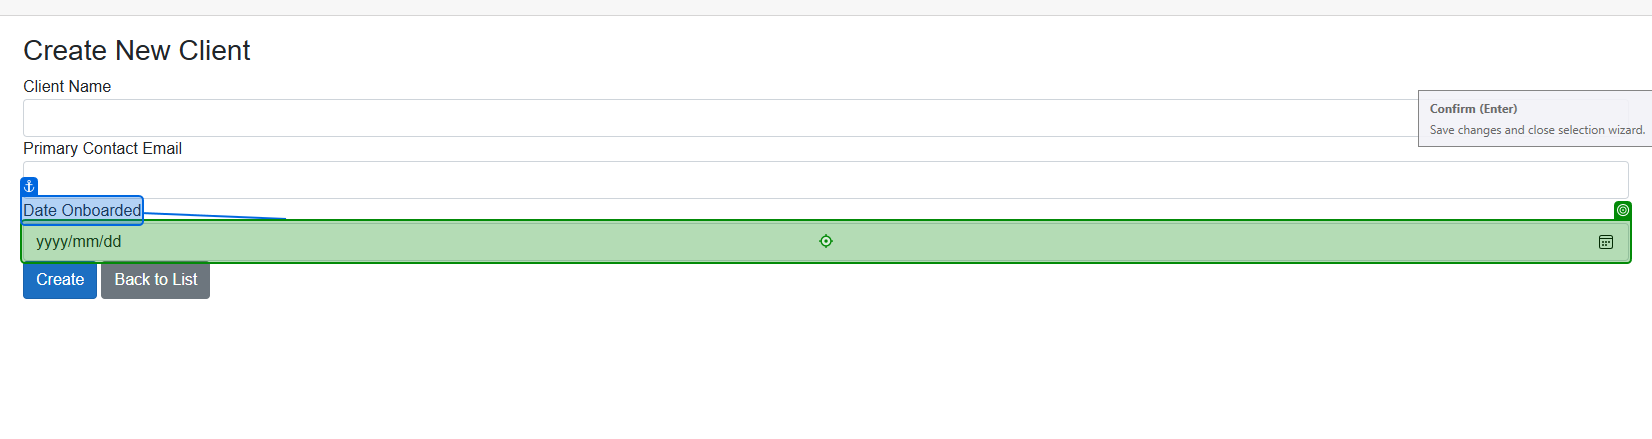 Create New Client
Client Name
Confirm (Enter)
Save changes and close selection wizard.
Primary Contact Email
Date Onboarded
yyyy/mm/dd
Create Back to List